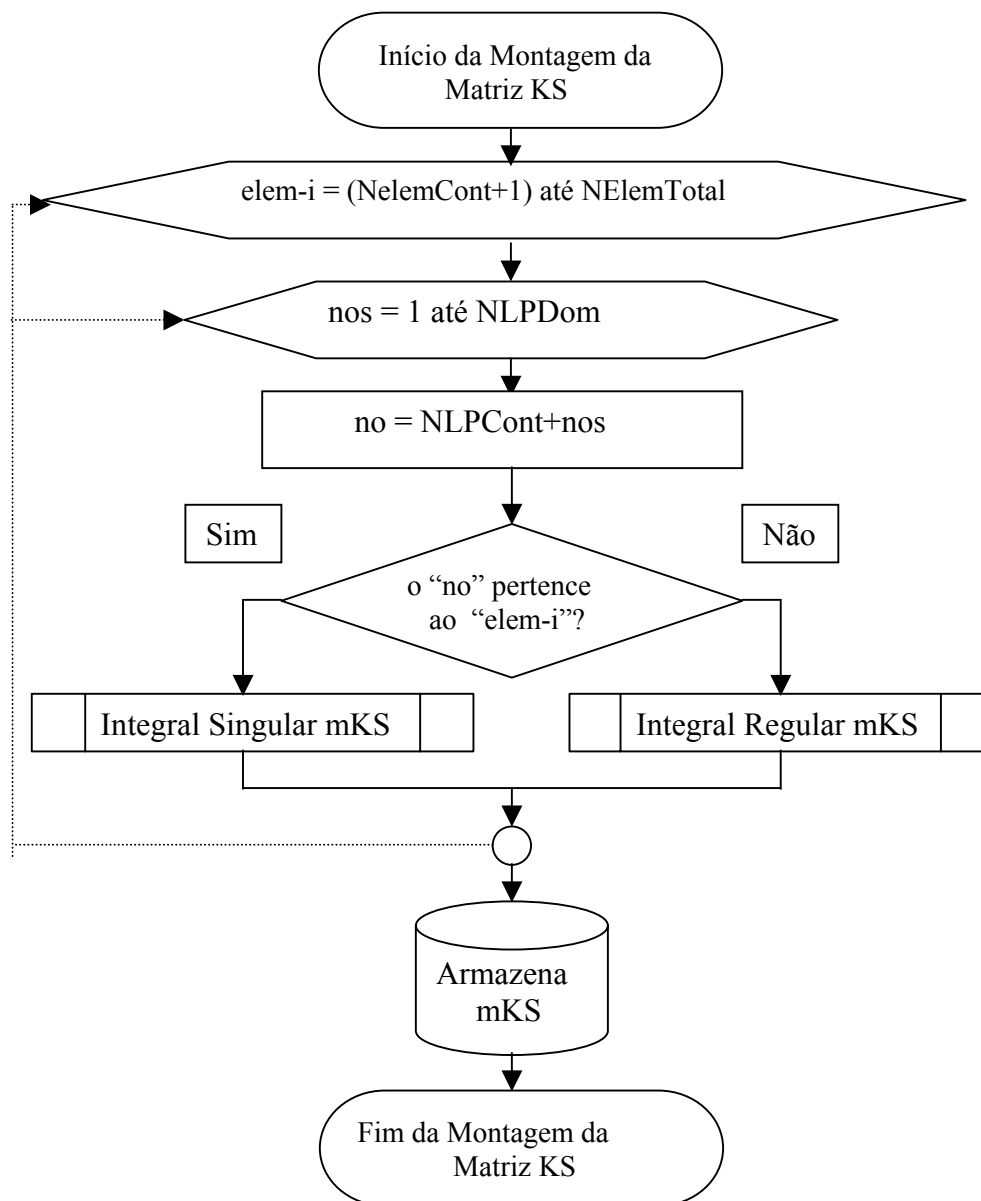 Início da Montagem da
Matriz KS
elem-i = (NelemCont+1) até NElemTotal
nos = 1 até NLPDom
no = NLPCont+nos
Sim
Não
o “no” pertence
ao “elem-i”?
Integral Singular mKS
Integral Regular mKS
Armazena
mKS
Fim da Montagem da
Matriz KS